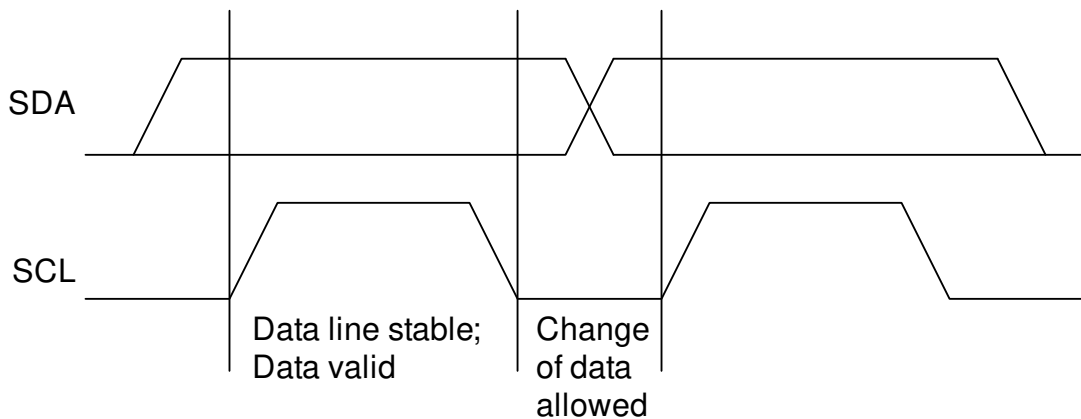 SDA
SCL
Data line stable;
Data valid
Change
of data
allowed